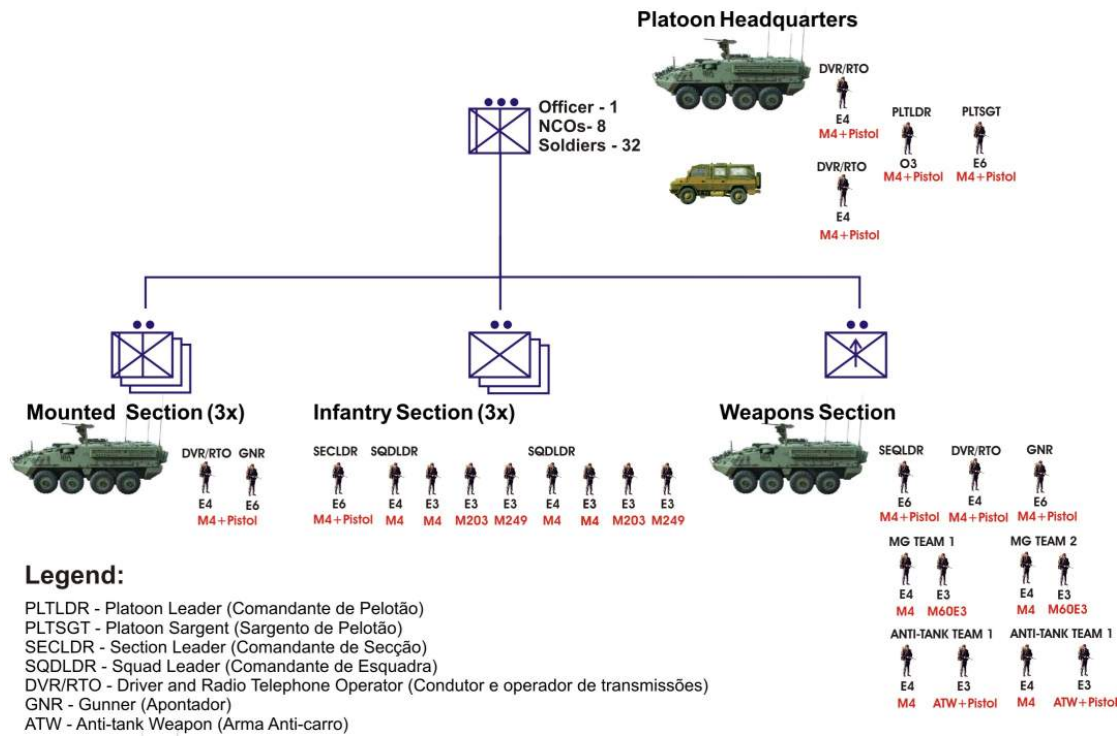 Platoon Headquarters
Officer - 1
NCOs- 8
Soldiers - 32
DVR/RTO
E4
M4+Pistol
PLTLDR
O3
M4+Pistol
PLTSGT
E6
M4+Pistol
DVR/RTO
E4
M4+Pistol
Mounted Section (3x)
DVR/RTO GNR
E4 E6
M4+Pistol
Infantry Section (3x)
SECLDR SQDLDR SQDLDR
E6 E4 E3 E3 E3 E4 E3 E3 E3
M4+Pistol M4 M4 M203 M249 M4 M4 M203 M249
Weapons Section
SEQLDR DVR/RTO GNR
E6 E4 E6
M4+Pistol M4+Pistol M4+Pistol
MG TEAM 1 MG TEAM 2
E4 E3 E4 E3
M4 M60E3 M4 M60E3
ANTI-TANK TEAM 1 ANTI-TANK TEAM 1
E4 E3 E4 E3
M4 ATW+Pistol M4 ATW+Pistol
Legend:
PLTLDR - Platoon Leader (Comandante de Pelotão)
PLTSGT - Platoon Sargent (Sargento de Pelotão)
SECLDR - Section Leader (Comandante de Secção)
SQDLDR - Squad Leader (Comandante de Esquadra)
DVR/RTO - Driver and Radio Telephone Operator (Condutor e operador de transmissões)
GNR - Gunner (Apontador)
ATW - Anti-tank Weapon (Arma Anti-carro)